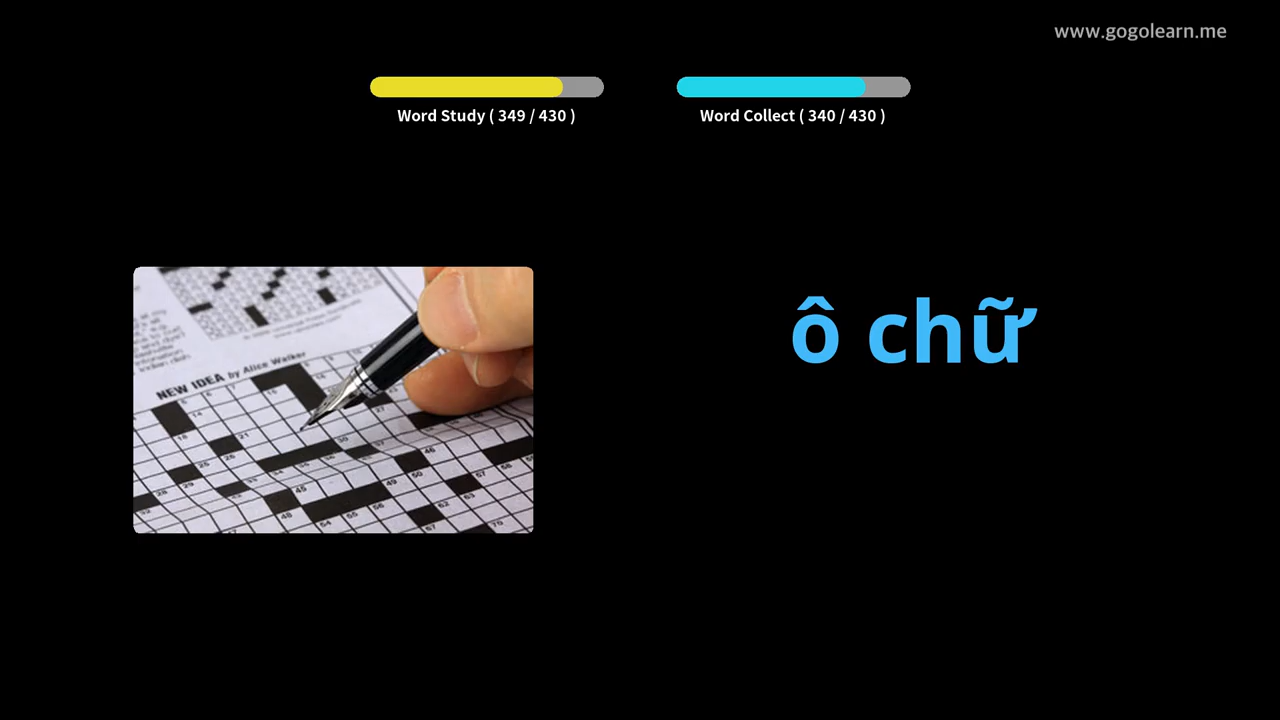 www.gogolearn.me
Word Study ( 349 / 430 )
Word Collect ( 340 / 430 )
ô chữ
NEW IDEA by Alice Walker